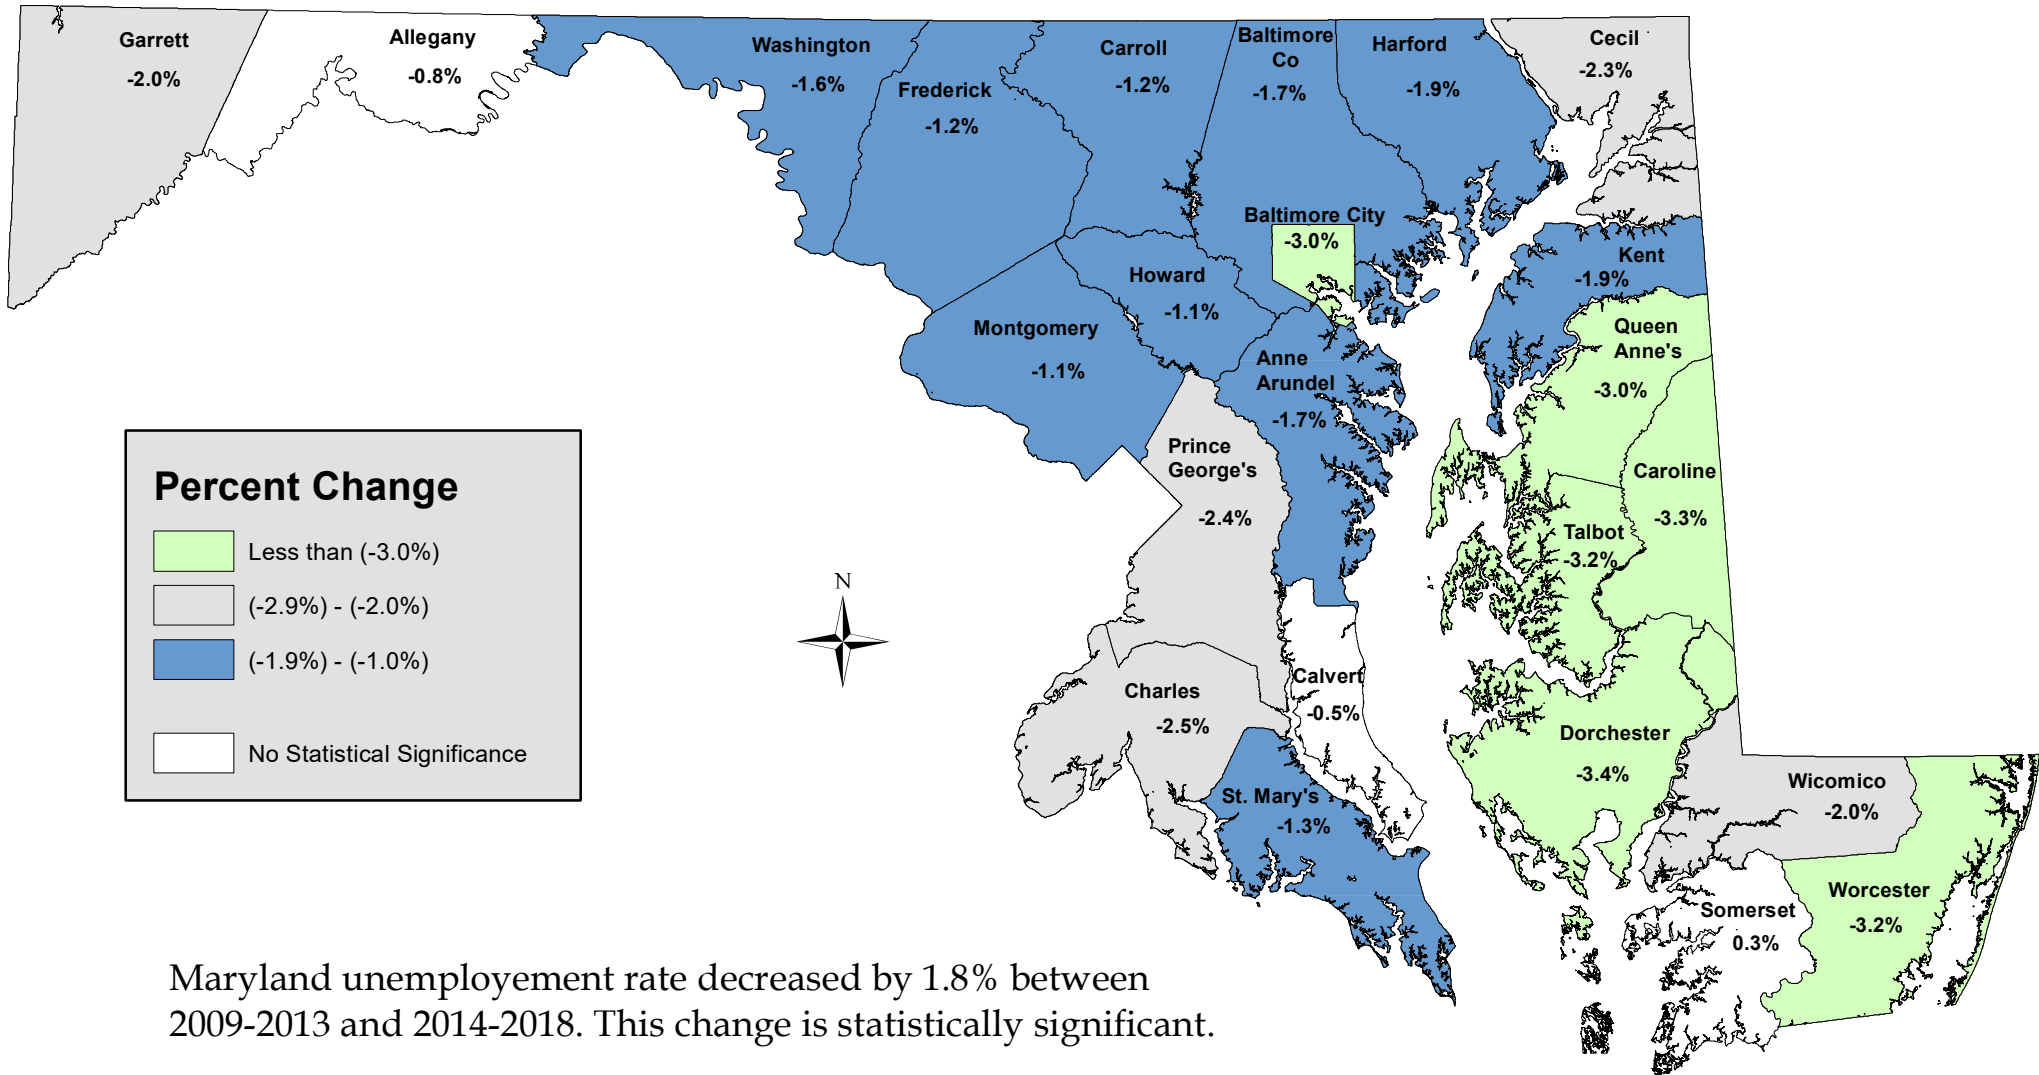 Garrett
-2.0%
Allegany
-0.8%
Washington
-1.6%
Frederick
-1.2%
Carroll
-1.2%
Baltimore
Co
-1.7%
Harford
-1.9%
Cecil
-2.3%
Baltimore City
-3.0%
Kent
-1.9%
Howard
-1.1%
Montgomery
-1.1%
Anne
Arundel
-1.7%
Queen
Anne's
-3.0%
Prince
George's
-2.4%
Caroline
-3.3%
Talbot
-3.2%
Charles
-2.5%
Calvert
-0.5%
St. Mary's
-1.3%
Dorchester
-3.4%
Wicomico
-2.0%
Somerset
0.3%
Worcester
-3.2%
Percent Change
Less than (-3.0%)
(-2.9%) - (-2.0%)
(-1.9%) - (-1.0%)
No Statistical Significance
N
Maryland unemployement rate decreased by 1.8% between
2009-2013 and 2014-2018. This change is statistically significant.